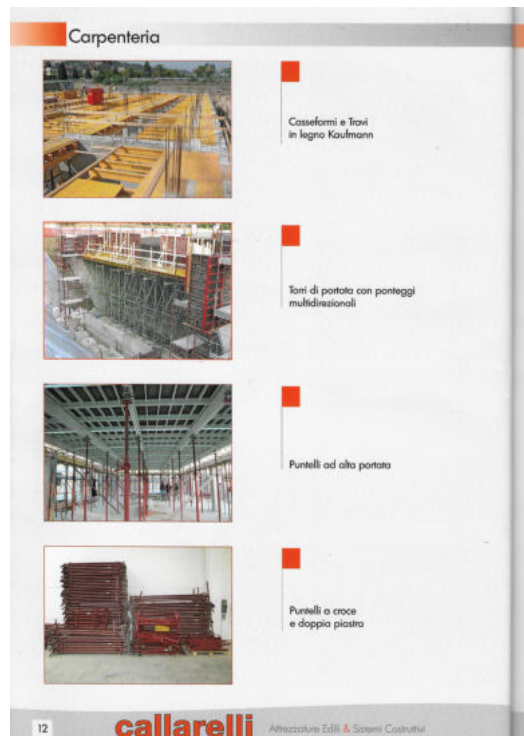 Carpenteria
Casseformi e Travi
in legno Kaufmann
Torri di portata con ponteggi
multidirezionali
Puntelli ad alta portata
Puntelli a croce
e doppia piastra
12
callarelli
Attrezzature Edili & Sistemi Costruttivi